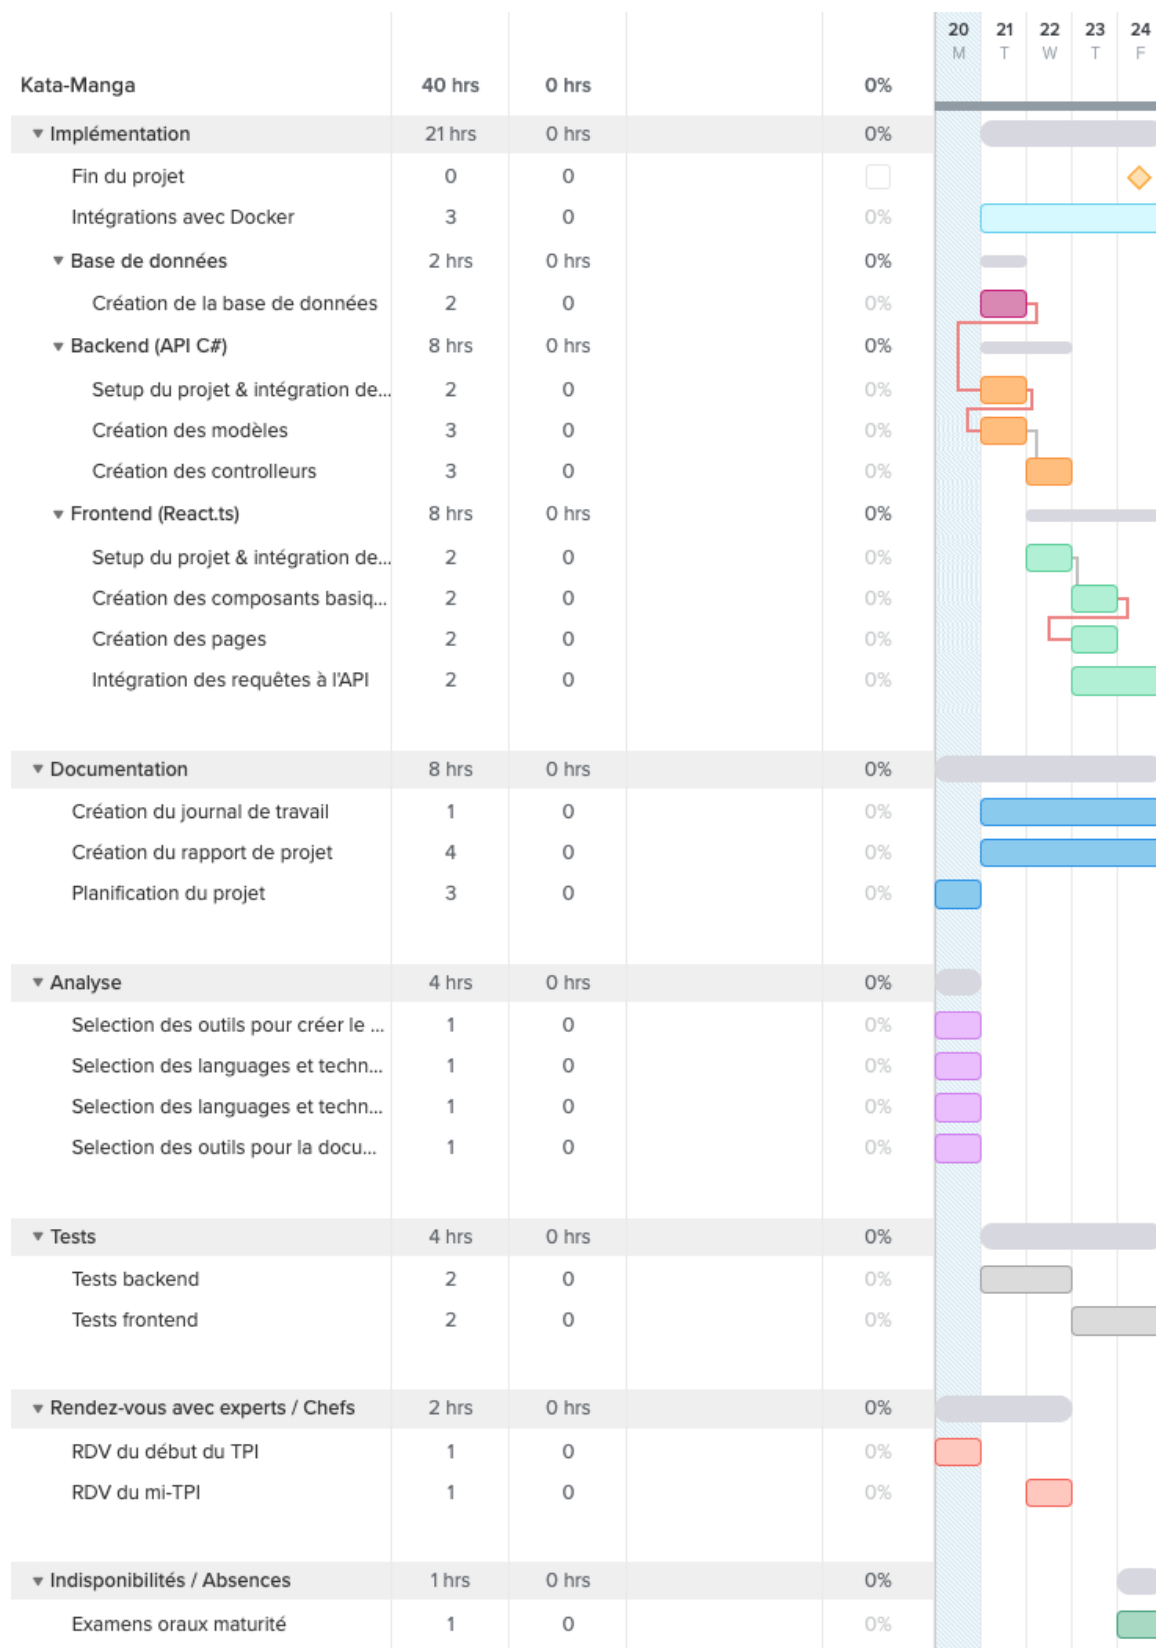 20 21 22 23 24
M T W T F
Kata-Manga 40 hrs 0 hrs 0%
Implémentation 21 hrs 0 hrs 0%
Fin du projet 0 0
Intégrations avec Docker 3 0 0%
Base de données 2 hrs 0 hrs 0%
Création de la base de données 2 0 0%
Backend (API C#) 8 hrs 0 hrs 0%
Setup du projet & intégration de... 2 0 0%
Création des modèles 3 0 0%
Création des controlleurs 3 0 0%
Frontend (React.ts) 8 hrs 0 hrs 0%
Setup du projet & intégration de... 2 0 0%
Création des composants basiq... 2 0 0%
Création des pages 2 0 0%
Intégration des requêtes à l'API 2 0 0%
Documentation 8 hrs 0 hrs 0%
Création du journal de travail 1 0 0%
Création du rapport de projet 4 0 0%
Planification du projet 3 0 0%
Analyse 4 hrs 0 hrs 0%
Selection des outils pour créer le ... 1 0 0%
Selection des languages et techn... 1 0 0%
Selection des languages et techn... 1 0 0%
Selection des outils pour la docu... 1 0 0%
Tests 4 hrs 0 hrs 0%
Tests backend 2 0 0%
Tests frontend 2 0 0%
Rendez-vous avec experts / Chefs 2 hrs 0 hrs 0%
RDV du début du TPI 1 0 0%
RDV du mi-TPI 1 0 0%
Indisponibilités / Absences 1 hrs 0 hrs 0%
Examens oraux maturité 1 0 0%